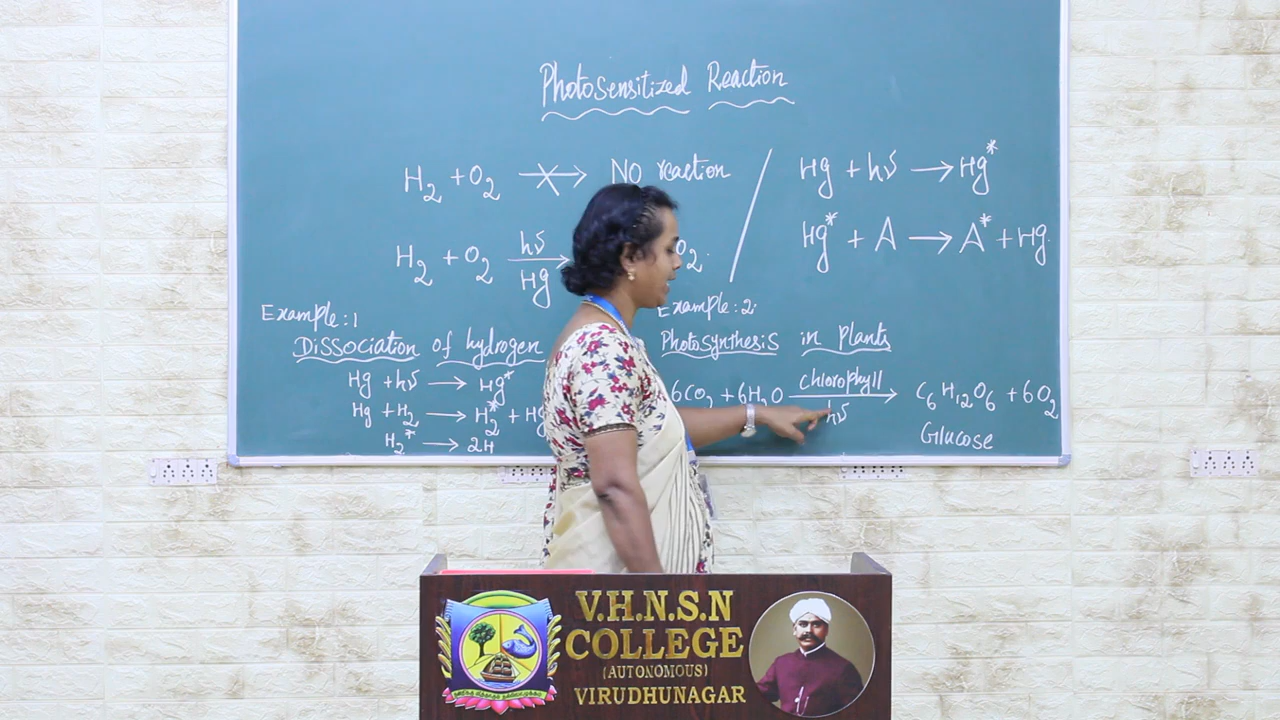 PhotoSensitized Reaction
H₂ + O₂ ⇸ NO reaction
H₂ + O₂ hν/Hg → O₂.
Hg + hν → Hg*
Hg* + A → A* + Hg.
Example:1
Dissociation of hydrogen
Hg + hν → Hg*
Hg + H₂ → H₂* + Hg
H₂* → 2H
Example:2:
PhotoSynthesis in Plants
6CO₂ + 6H₂O chlorophyll/hν → C₆H₁₂O₆ + 6O₂
Glucose
V.H.N.S.N
COLLEGE
(AUTONOMOUS)
VIRUDHUNAGAR